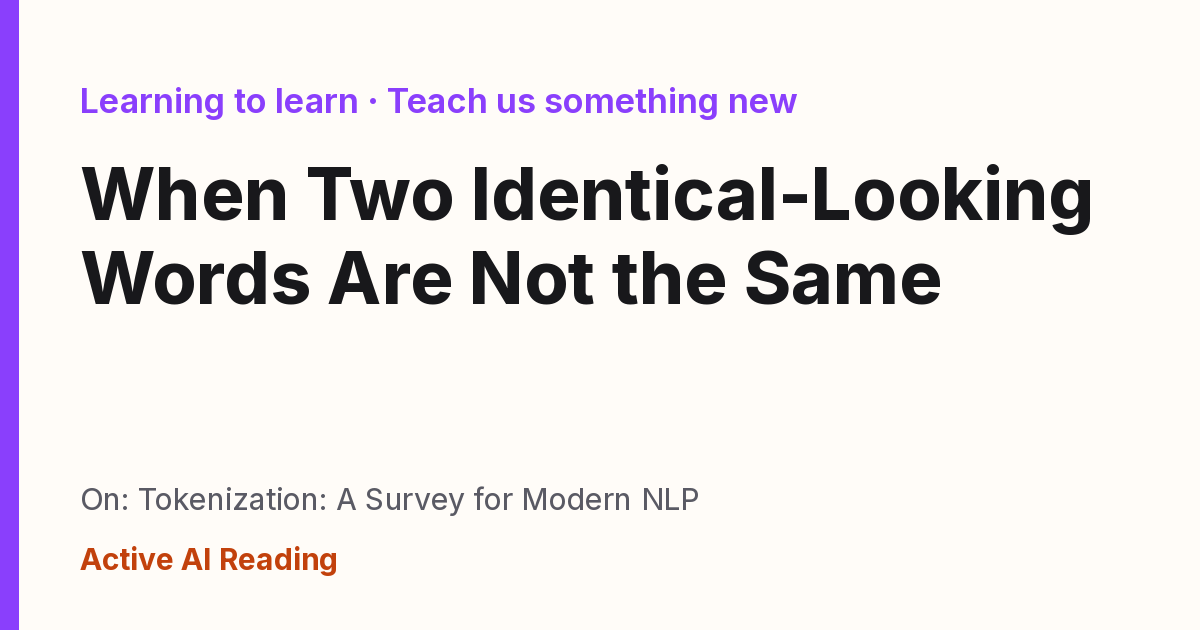 Learning to learn · Teach us something new
When Two Identical-Looking
Words Are Not the Same
On: Tokenization: A Survey for Modern NLP
Active AI Reading